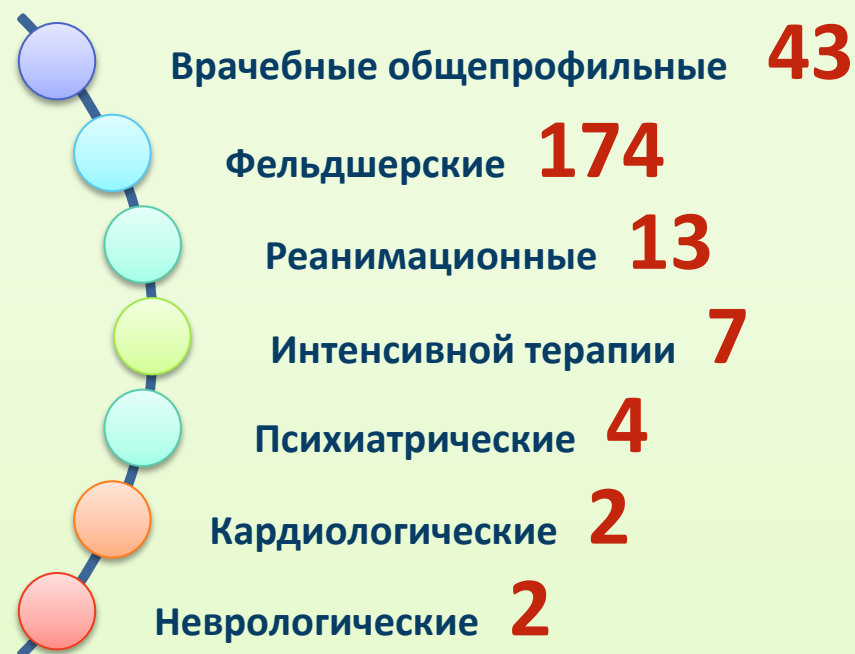 Врачебные общепрофильные 43
Фельдшерские 174
Реанимационные 13
Интенсивной терапии 7
Психиатрические 4
Кардиологические 2
Неврологические 2